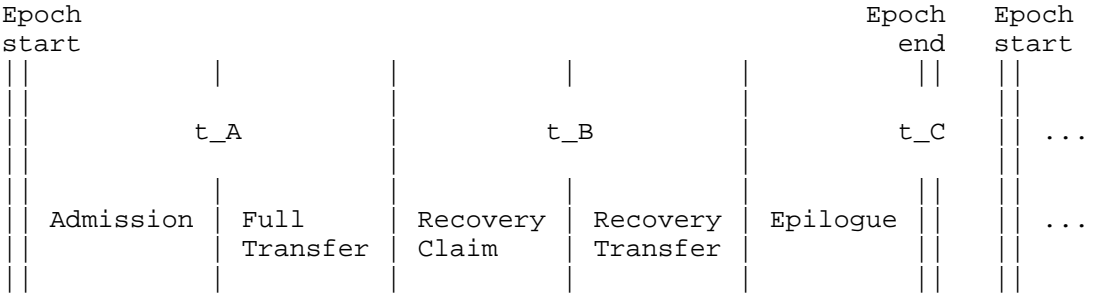 Epoch Epoch Epoch
start end start
t_A t_B t_C ...
Admission Full Recovery Recovery Epilogue ...
Transfer Claim Transfer